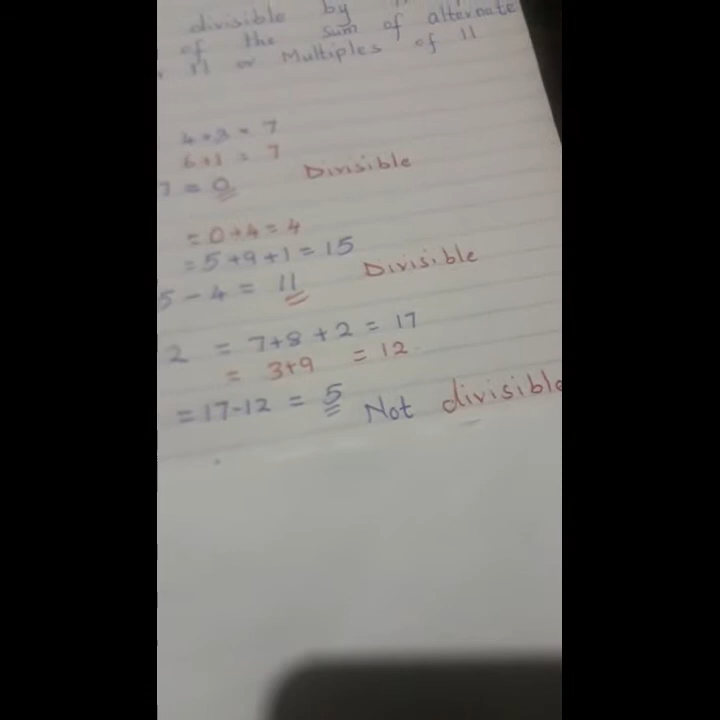 divisible by 11
of the sum of alternate
11 or Multiples of 11
4+3 = 7
6+1 = 7
7 = 0 Divisible
= 0+4 = 4
= 5+9+1 = 15
5 - 4 = 11 Divisible
2 = 7+8+2 = 17
= 3+9 = 12
= 17-12 = 5 Not divisible